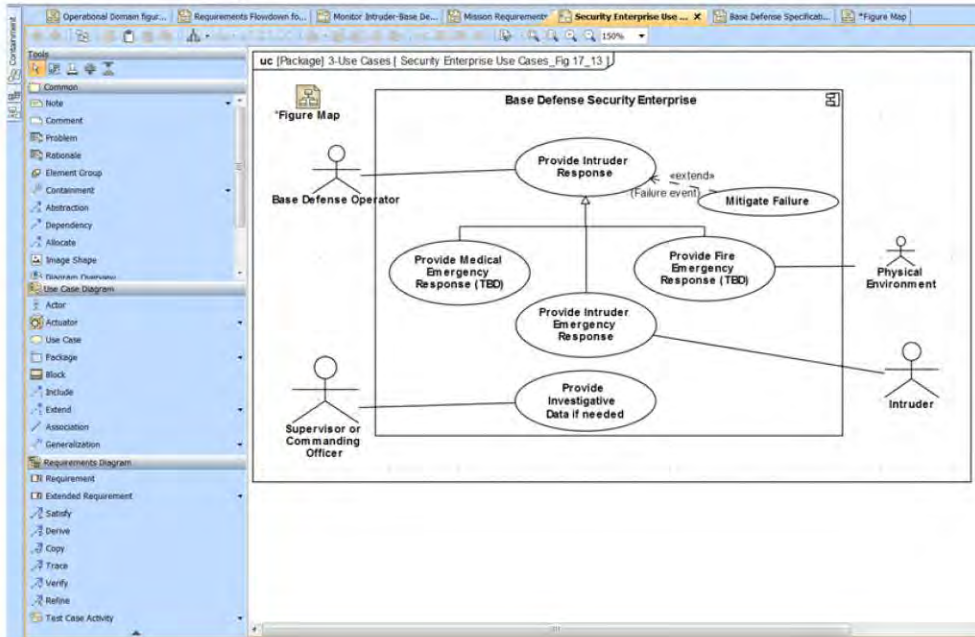 Operational Domain figur...
Requirements Flowdown fo...
Monitor Intruder-Base De...
Mission Requirements
Security Enterprise Use ... X
Base Defense Specificati...
*Figure Map
Containment
150%
Tools
Common
Note
Comment
Problem
Rationale
Element Group
Containment
Abstraction
Dependency
Allocate
Image Shape
Diagram Overview
Use Case Diagram
Actor
Actuator
Use Case
Package
Block
Include
Extend
Association
Generalization
Requirements Diagram
Requirement
Extended Requirement
Satisfy
Derive
Copy
Trace
Verify
Refine
Test Case Activity
uc [Package] 3-Use Cases [ Security Enterprise Use Cases_Fig 17_13 ]
*Figure Map
Base Defense Security Enterprise
Base Defense Operator
Provide Intruder
Response
«extend»
(Failure event)
Mitigate Failure
Provide Medical
Emergency
Response (TBD)
Provide Fire
Emergency
Response (TBD)
Physical
Environment
Provide Intruder
Emergency
Response
Intruder
Provide
Investigative
Data if needed
Supervisor or
Commanding
Officer